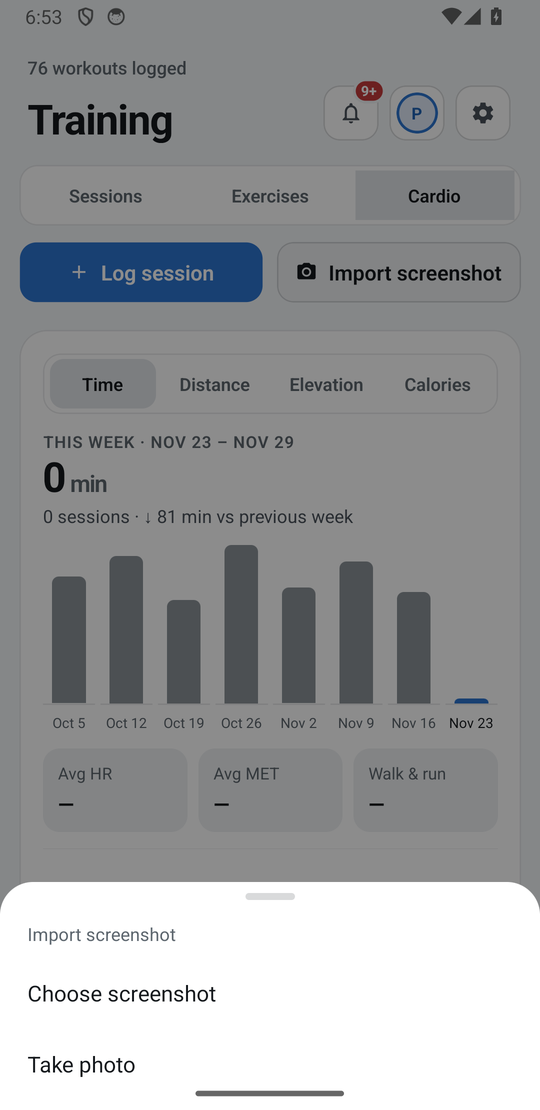 6:53
76 workouts logged
Training
9+
P
Sessions Exercises Cardio
+ Log session Import screenshot
Time Distance Elevation Calories
THIS WEEK · NOV 23 – NOV 29
0 min
0 sessions · ↓ 81 min vs previous week
Oct 5 Oct 12 Oct 19 Oct 26 Nov 2 Nov 9 Nov 16 Nov 23
Avg HR Avg MET Walk & run
– – –
Import screenshot
Choose screenshot
Take photo